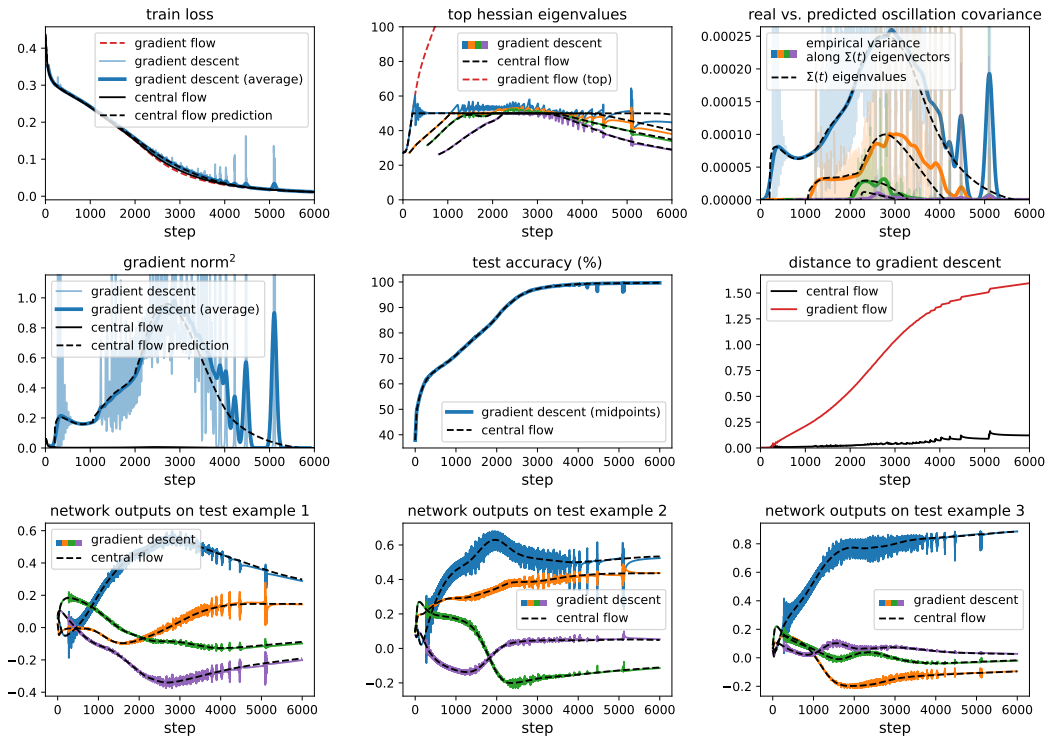 train loss
gradient flow
gradient descent
gradient descent (average)
central flow
central flow prediction
0.4
0.3
0.2
0.1
0.0
0 1000 2000 3000 4000 5000 6000
step
top hessian eigenvalues
gradient descent
central flow
gradient flow (top)
100
80
60
40
20
0
0 1000 2000 3000 4000 5000 6000
step
real vs. predicted oscillation covariance
empirical variance
along Σ(t) eigenvectors
Σ(t) eigenvalues
0.00025
0.00020
0.00015
0.00010
0.00005
0.00000
0 1000 2000 3000 4000 5000 6000
step
gradient norm²
gradient descent
gradient descent (average)
central flow
central flow prediction
1.0
0.8
0.6
0.4
0.2
0.0
0 1000 2000 3000 4000 5000 6000
step
test accuracy (%)
gradient descent (midpoints)
central flow
100
90
80
70
60
50
40
0 1000 2000 3000 4000 5000 6000
step
distance to gradient descent
central flow
gradient flow
1.50
1.25
1.00
0.75
0.50
0.25
0.00
0 1000 2000 3000 4000 5000 6000
step
network outputs on test example 1
gradient descent
central flow
0.6
0.4
0.2
0.0
−0.2
−0.4
0 1000 2000 3000 4000 5000 6000
step
network outputs on test example 2
gradient descent
central flow
0.6
0.4
0.2
0.0
−0.2
0 1000 2000 3000 4000 5000 6000
step
network outputs on test example 3
gradient descent
central flow
0.8
0.6
0.4
0.2
0.0
−0.2
0 1000 2000 3000 4000 5000 6000
step